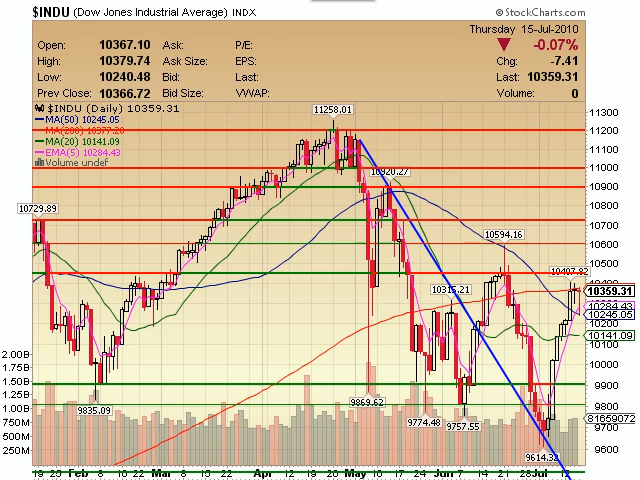 $INDU (Dow Jones Industrial Average) INDX
© StockCharts.com
Thursday 15-Jul-2010
Open: 10367.10 Ask: P/E: -0.07%
High: 10379.74 Ask Size: EPS: Chg: -7.41
Low: 10240.48 Bid: Last: Last: 10359.31
Prev Close: 10366.72 Bid Size: VWAP: Volume: 0
$INDU (Daily) 10359.31
MA(50) 10245.05
MA(200) 10377.20
MA(20) 10141.09
EMA(5) 10284.43
Volume undef
11258.01
11300
11200
11100
11000
10920.27
10900
10800
10729.89
10700
10594.16
10600
10500
10407.82
10400
10315.21
10359.31
10284.43
10245.05
10200
10141.09
10100
10000
9900
9869.62
9835.09
9800
9774.48
9757.55
81659072
9700
9614.32
9600
2.00B
1.75B
1.50B
1.25B
1.00B
750M
500M
250M
19 25 Feb 8 16 22 Mar 8 15 22 Apr 12 19 26 May 10 17 24 Jun 7 14 21 28 Jul 12